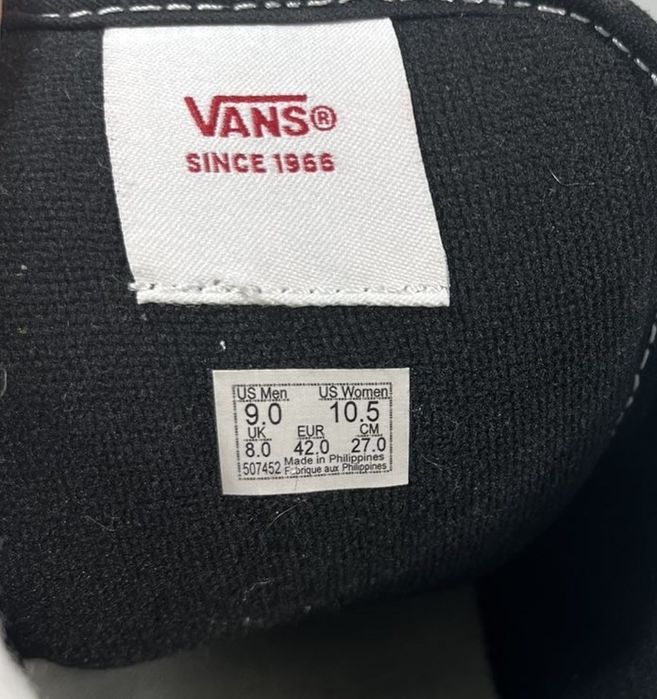 VANS®
SINCE 1966
US Men US Women
9.0 10.5
UK EUR CM
8.0 42.0 27.0
507452 Made in Philippines
Fabrique aux Philippines